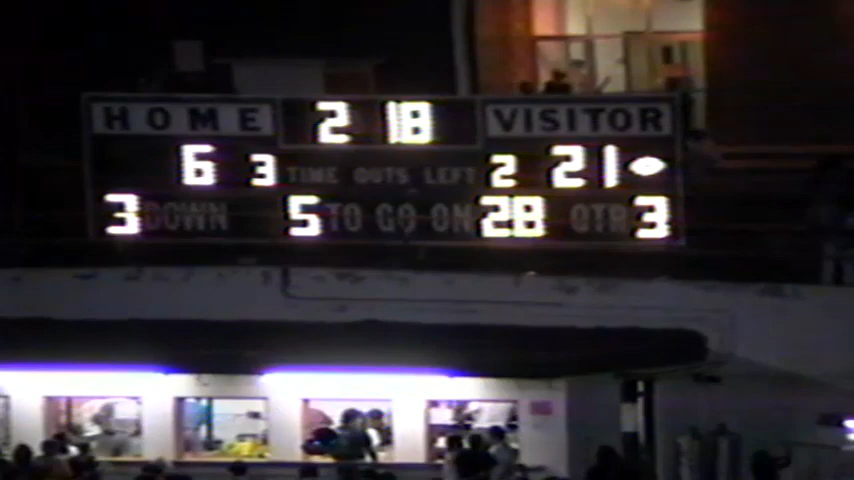 HOME 2 18 VISITOR
6 3 TIME OUTS LEFT 2 21
3 DOWN 5 TO GO ON 28 QTR 3